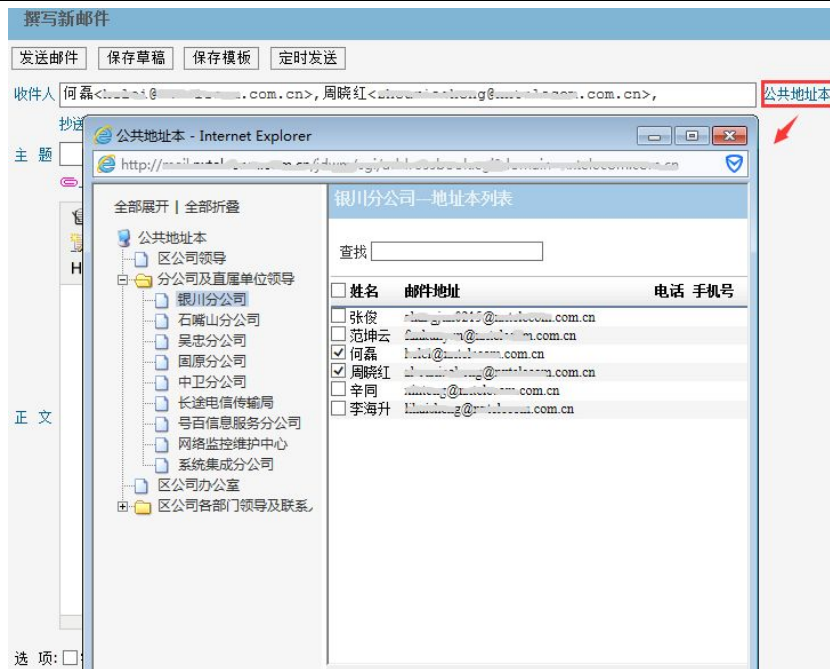 撰写新邮件
发送邮件 保存草稿 保存模板 定时发送
收件人 何磊< .com.cn>,周晓红< .com.cn>, 公共地址本
抄送
主 题
公共地址本 - Internet Explorer
http://
全部展开 | 全部折叠
银川分公司---地址本列表
公共地址本
查找
区公司领导
分公司及直属单位领导
姓名 邮件地址 电话 手机号
银川分公司
张俊 .com.cn
石嘴山分公司
范坤云 .com.cn
吴忠分公司
何磊 .com.cn
固原分公司
周晓红 .com.cn
中卫分公司
辛同 .com.cn
长途电信传输局
李海升 .com.cn
号百信息服务分公司
正 文
网络监控维护中心
系统集成分公司
区公司办公室
区公司各部门领导及联系
选 项: